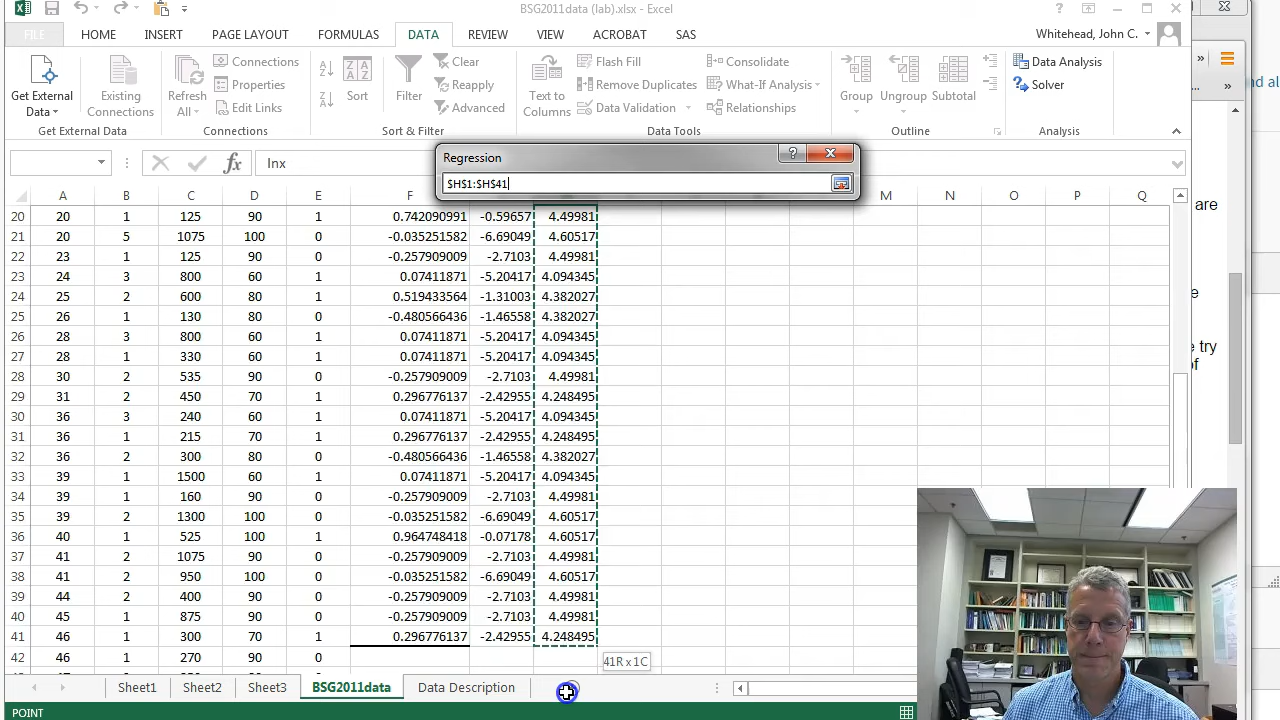 BSG2011data (lab).xlsx - Excel
FILE HOME INSERT PAGE LAYOUT FORMULAS DATA REVIEW VIEW ACROBAT SAS Whitehead, John C.
Get External Data
Existing Connections
Refresh All
Connections
Properties
Edit Links
Sort
Filter
Clear
Reapply
Advanced
Text to Columns
Flash Fill
Remove Duplicates
Data Validation
Consolidate
What-If Analysis
Relationships
Group
Ungroup
Subtotal
Data Analysis
Solver
Get External Data Connections Sort & Filter Data Tools Outline Analysis
lnx
Regression
$H$1:$H$41
A B C D E F M N O P Q
20 20 1 125 90 1 0.742090991 -0.59657 4.49981
21 20 5 1075 100 0 -0.035251582 -6.69049 4.60517
22 23 1 125 90 0 -0.257909009 -2.7103 4.49981
23 24 3 800 60 1 0.07411871 -5.20417 4.094345
24 25 2 600 80 1 0.519433564 -1.31003 4.382027
25 26 1 130 80 0 -0.480566436 -1.46558 4.382027
26 28 3 800 60 1 0.07411871 -5.20417 4.094345
27 28 1 330 60 1 0.07411871 -5.20417 4.094345
28 30 2 535 90 0 -0.257909009 -2.7103 4.49981
29 31 2 450 70 1 0.296776137 -2.42955 4.248495
30 36 3 240 60 1 0.07411871 -5.20417 4.094345
31 36 1 215 70 1 0.296776137 -2.42955 4.248495
32 36 2 300 80 0 -0.480566436 -1.46558 4.382027
33 39 1 1500 60 1 0.07411871 -5.20417 4.094345
34 39 1 160 90 0 -0.257909009 -2.7103 4.49981
35 39 2 1300 100 0 -0.035251582 -6.69049 4.60517
36 40 1 525 100 1 0.964748418 -0.07178 4.60517
37 41 2 1075 90 0 -0.257909009 -2.7103 4.49981
38 41 2 950 100 0 -0.035251582 -6.69049 4.60517
39 44 2 400 90 0 -0.257909009 -2.7103 4.49981
40 45 1 875 90 0 -0.257909009 -2.7103 4.49981
41 46 1 300 70 1 0.296776137 -2.42955 4.248495
42 46 1 270 90 0
41R x 1C
Sheet1 Sheet2 BSG2011data Data Description
POINT
nd al
are
e
e try
of